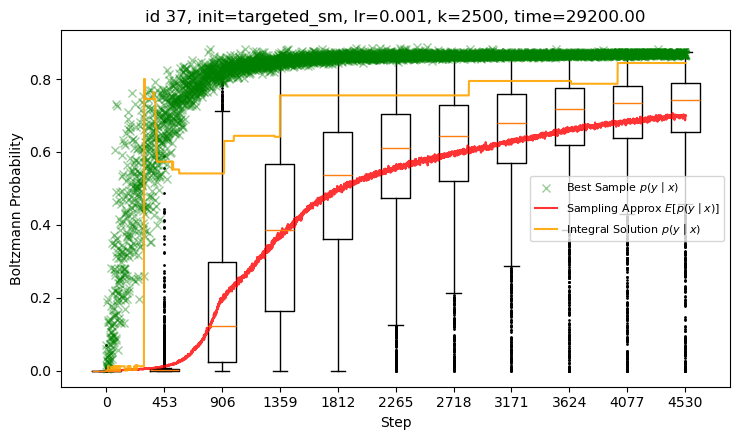 id 37, init=targeted_sm, lr=0.001, k=2500, time=29200.00
Boltzmann Probability
0.8
0.6
0.4
0.2
0.0
Best Sample p(y | x)
Sampling Approx E[p(y | x)]
Integral Solution p(y | x)
0 453 906 1359 1812 2265 2718 3171 3624 4077 4530
Step